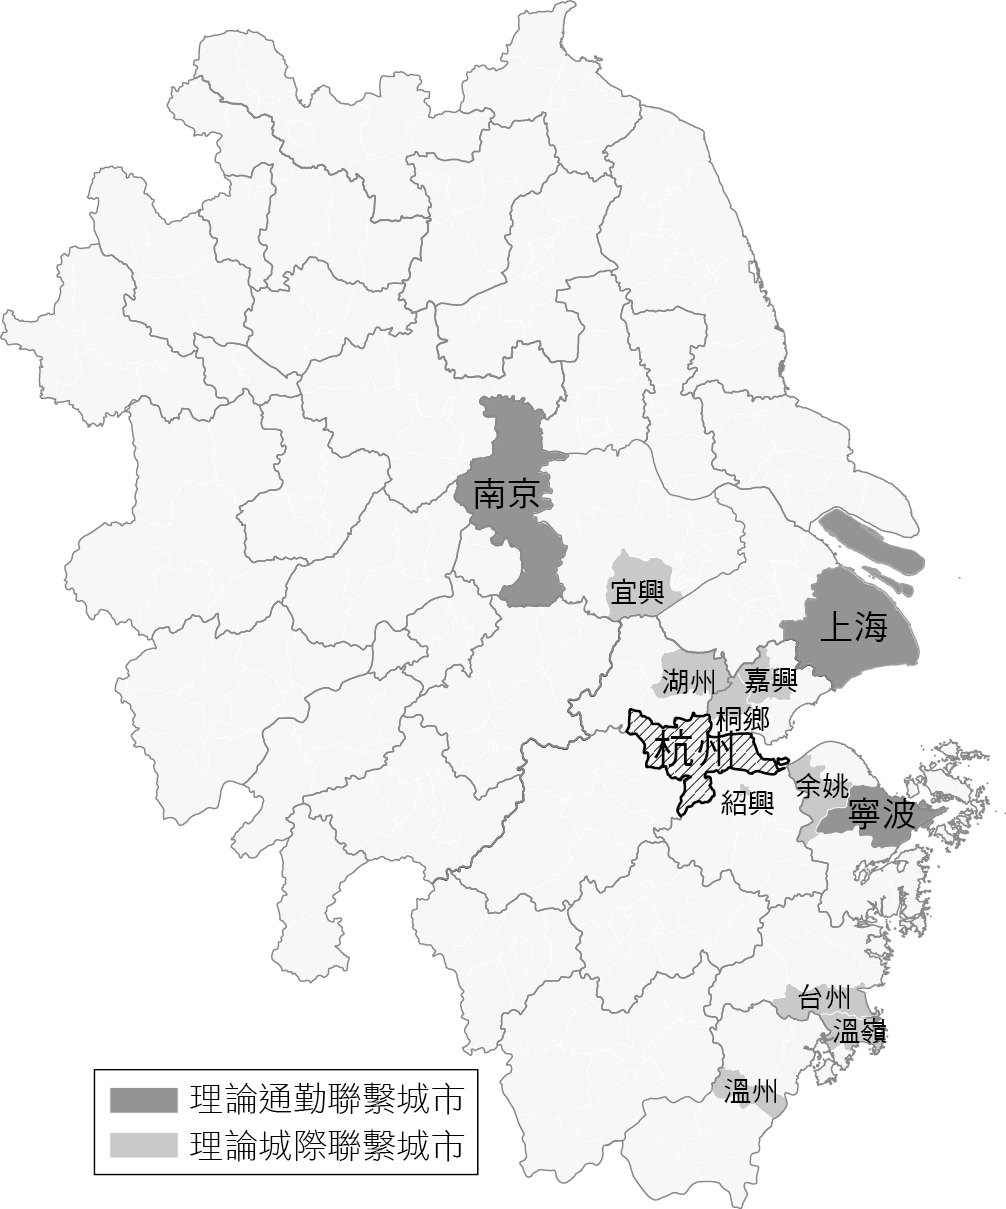 南京
宜興
上海
湖州
嘉興
桐鄉
杭州
余姚
紹興
寧波
台州
溫嶺
溫州
理論通勤聯繫城市
理論城際聯繫城市